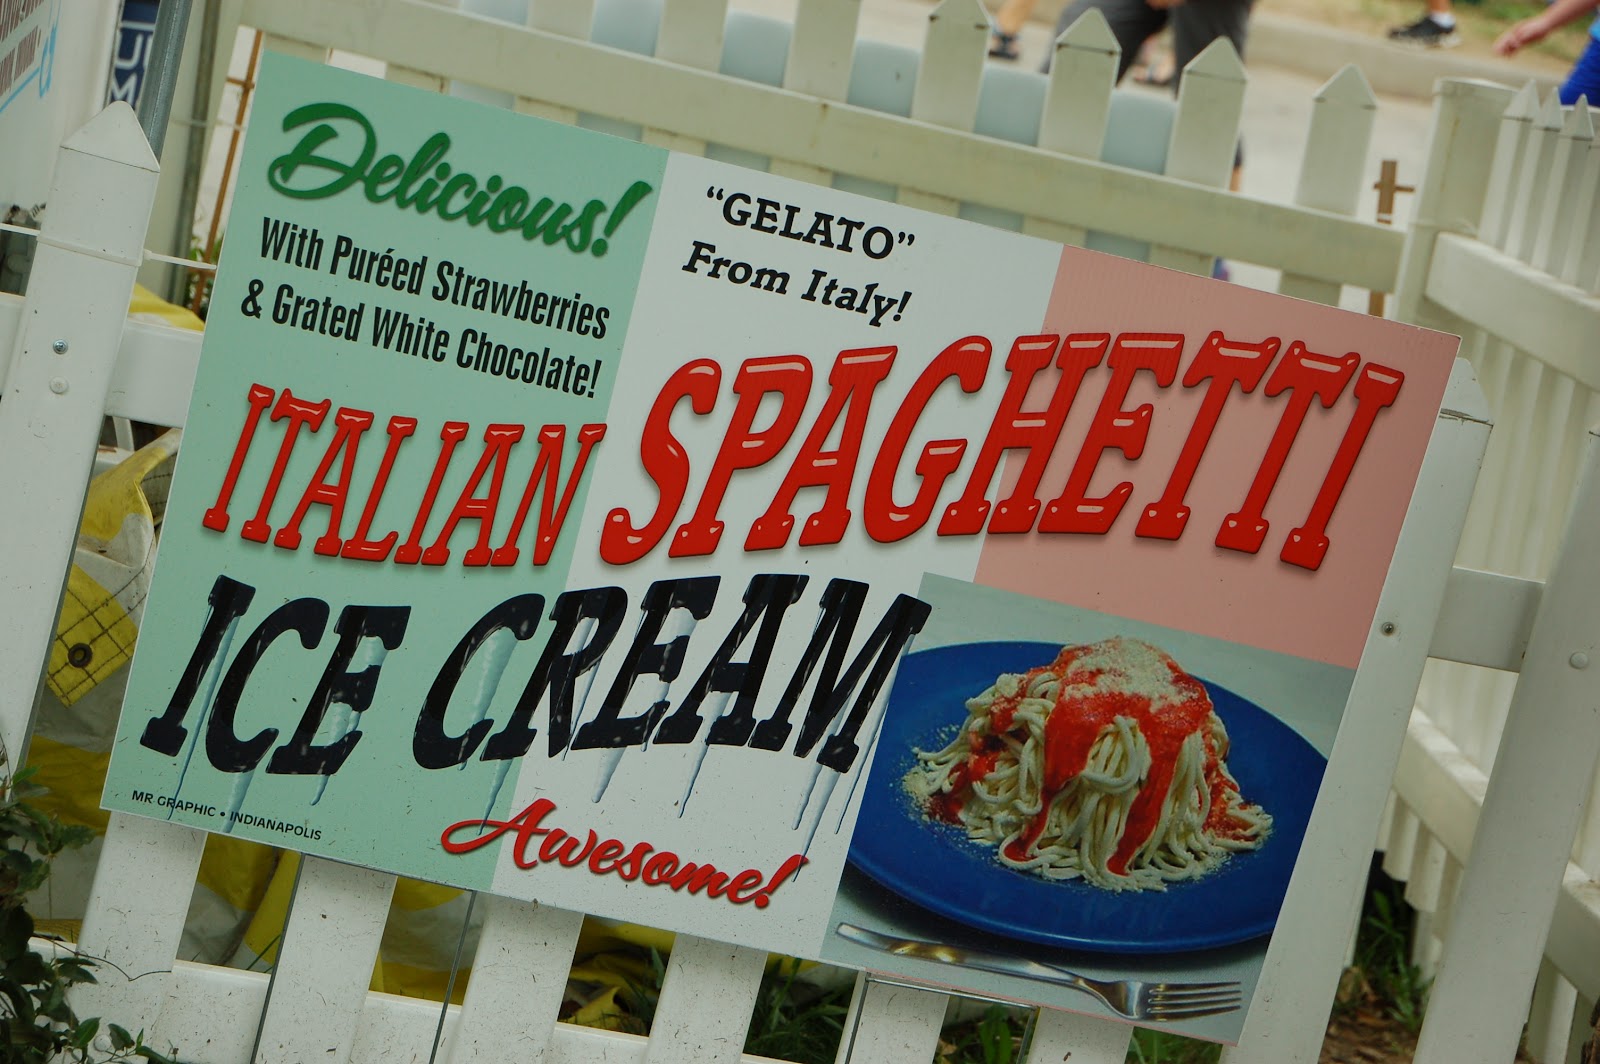 Delicious!
With Puréed Strawberries
& Grated White Chocolate!
"GELATO"
From Italy!
ITALIAN SPAGHETTI
ICE CREAM
Awesome!
MR GRAPHIC • INDIANAPOLIS